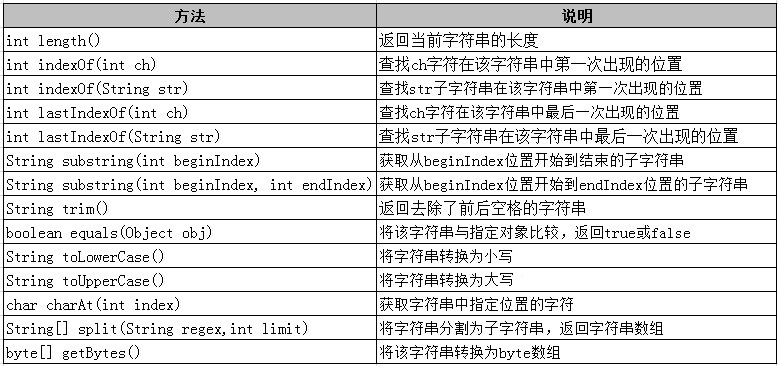 方法 说明
int length() 返回当前字符串的长度
int indexOf(int ch) 查找ch字符在该字符串中第一次出现的位置
int indexOf(String str) 查找str子字符串在该字符串中第一次出现的位置
int lastIndexOf(int ch) 查找ch字符在该字符串中最后一次出现的位置
int lastIndexOf(String str) 查找str子字符串在该字符串中最后一次出现的位置
String substring(int beginIndex) 获取从beginIndex位置开始到结束的子字符串
String substring(int beginIndex, int endIndex) 获取从beginIndex位置开始到endIndex位置的子字符串
String trim() 返回去除了前后空格的字符串
boolean equals(Object obj) 将该字符串与指定对象比较，返回true或false
String toLowerCase() 将字符串转换为小写
String toUpperCase() 将字符串转换为大写
char charAt(int index) 获取字符串中指定位置的字符
String[] split(String regex,int limit) 将字符串分割为子字符串，返回字符串数组
byte[] getBytes() 将该字符串转换为byte数组